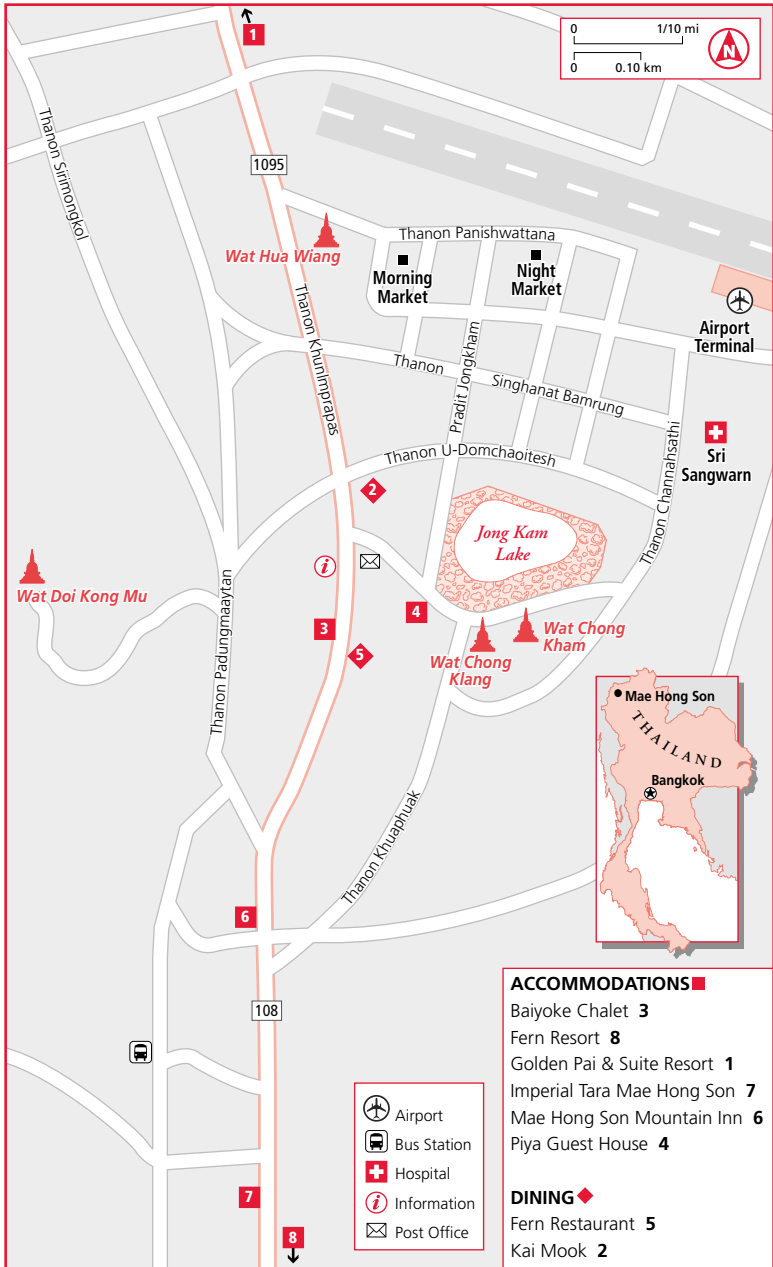 1
0 1/10 mi
N
0 0.10 km
Thanon Sirimongkol
1095
Thanon Panishwattana
Wat Hua Wiang
Morning
Market
Night
Market
Airport
Terminal
Thanon KhunImprapas
Thanon Singhanat Bamrung
Pradit Jongkham
Thanon U-Domchaoitesh
Thanon Channahsathi
Sri
Sangwarn
2
Jong Kam
Lake
i
Wat Doi Kong Mu
Thanon Padungmaaytan
3
4
5
Wat Chong
Klang
Wat Chong
Kham
Mae Hong Son
THAILAND
Bangkok
Thanon Khuaphuak
6
108
7
8
Airport
Bus Station
Hospital
i Information
Post Office
ACCOMMODATIONS
Baiyoke Chalet 3
Fern Resort 8
Golden Pai & Suite Resort 1
Imperial Tara Mae Hong Son 7
Mae Hong Son Mountain Inn 6
Piya Guest House 4
DINING
Fern Restaurant 5
Kai Mook 2